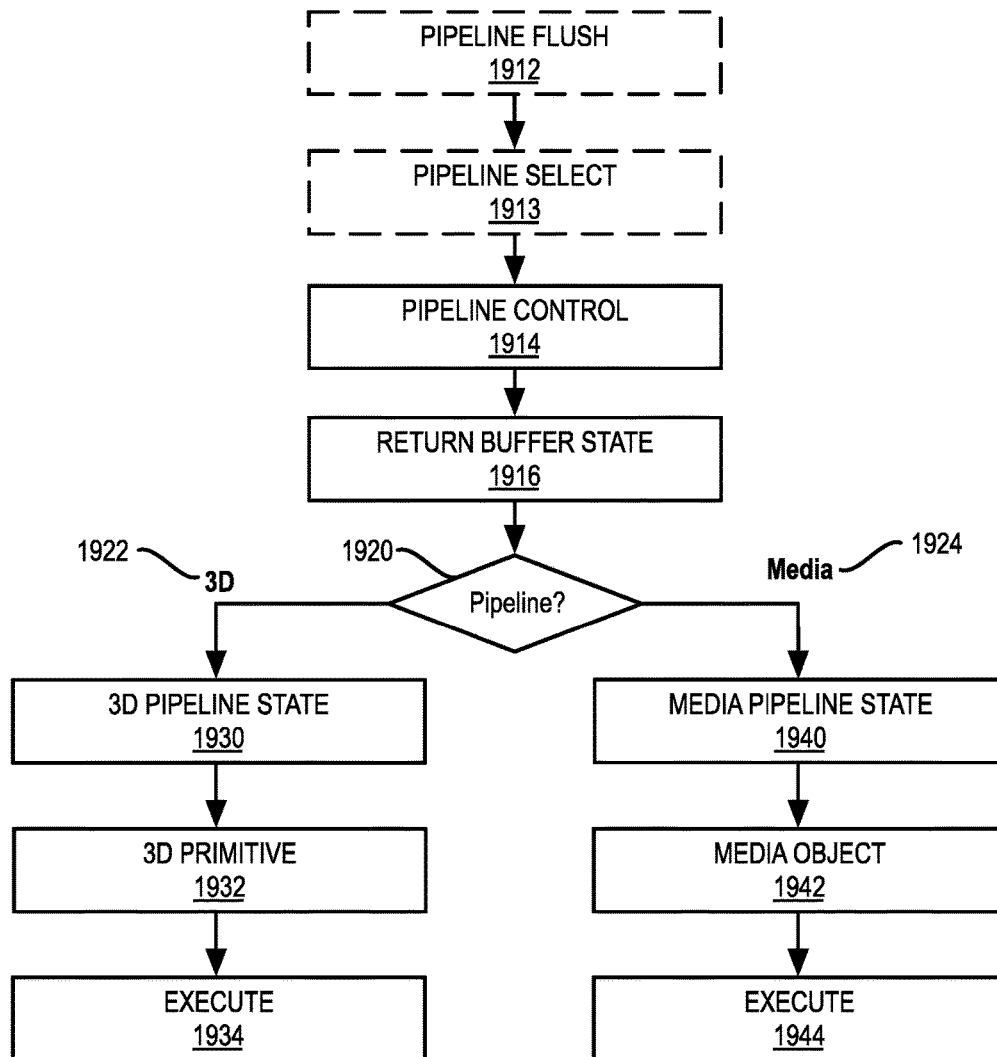 PIPELINE FLUSH
1912
PIPELINE SELECT
1913
PIPELINE CONTROL
1914
RETURN BUFFER STATE
1916
1922
3D
1920
Pipeline?
Media
1924
3D PIPELINE STATE
1930
3D PRIMITIVE
1932
EXECUTE
1934
MEDIA PIPELINE STATE
1940
MEDIA OBJECT
1942
EXECUTE
1944